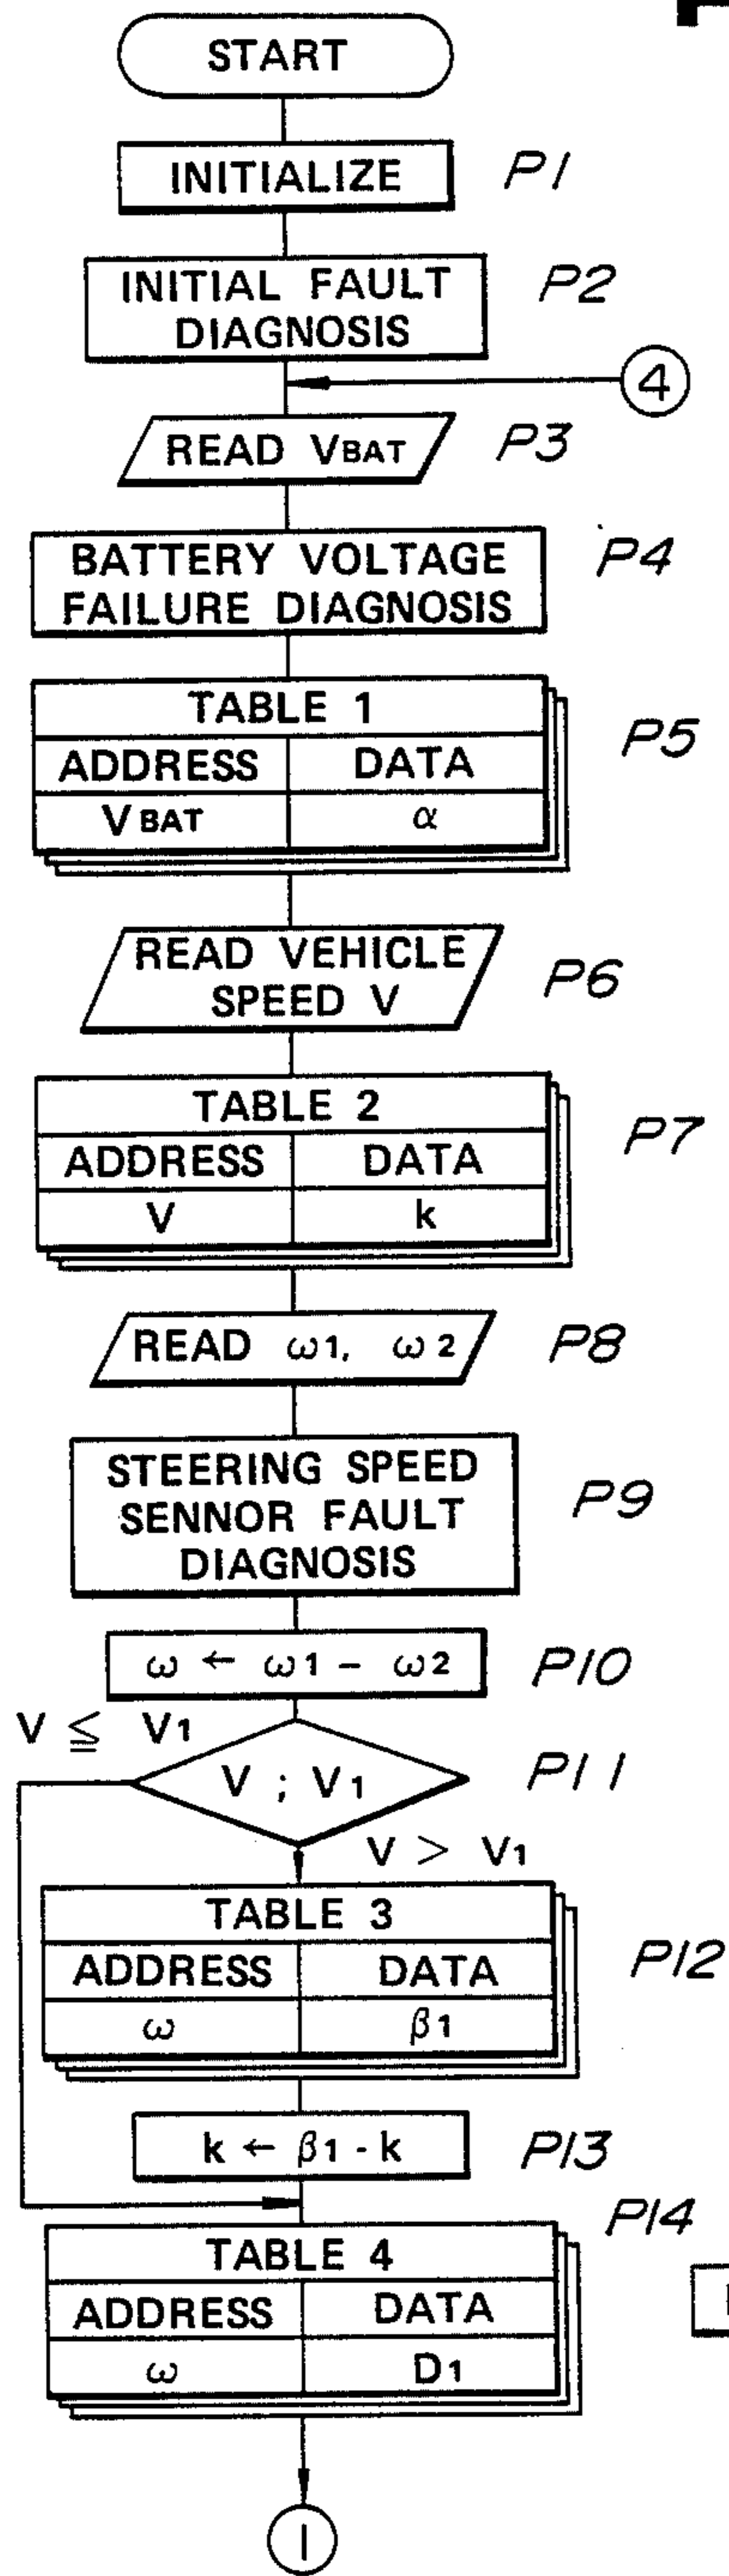 START
INITIALIZE P1
INITIAL FAULT
DIAGNOSIS
P2
4
READ VBAT P3
BATTERY VOLTAGE
FAILURE DIAGNOSIS
P4
TABLE 1
ADDRESS DATA
VBAT α
P5
READ VEHICLE
SPEED V
P6
TABLE 2
ADDRESS DATA
V k
P7
READ ω1, ω2 P8
STEERING SPEED
SENNOR FAULT
DIAGNOSIS
P9
ω ← ω1 - ω2 P10
V ≦ V1
V ; V1 P11
V > V1
TABLE 3
ADDRESS DATA
ω β1
P12
k ← β1 - k P13
P14
TABLE 4
ADDRESS DATA
ω D1
1